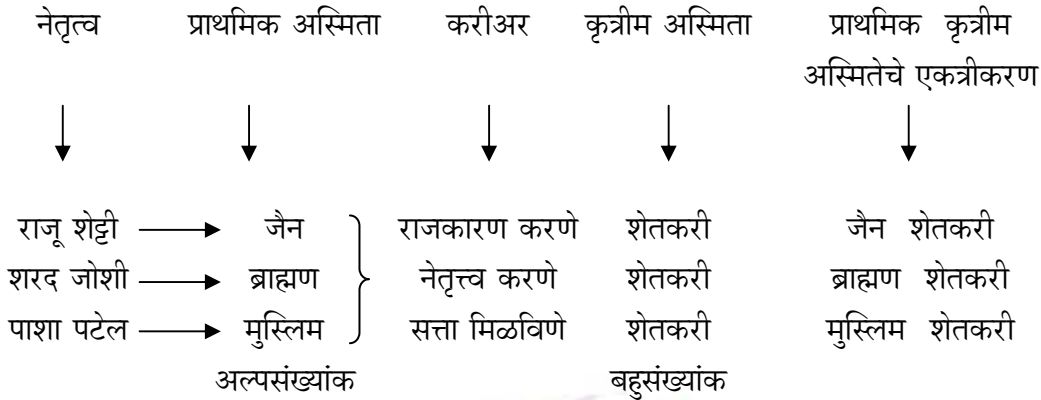 नेतृत्व प्राथमिक अस्मिता करीअर कृत्रीम अस्मिता प्राथमिक कृत्रीम
अस्मितेचे एकत्रीकरण
राजू शेट्टी जैन राजकारण करणे शेतकरी जैन शेतकरी
शरद जोशी ब्राह्मण नेतृत्त्व करणे शेतकरी ब्राह्मण शेतकरी
पाशा पटेल मुस्लिम सत्ता मिळविणे शेतकरी मुस्लिम शेतकरी
अल्पसंख्यांक बहुसंख्यांक